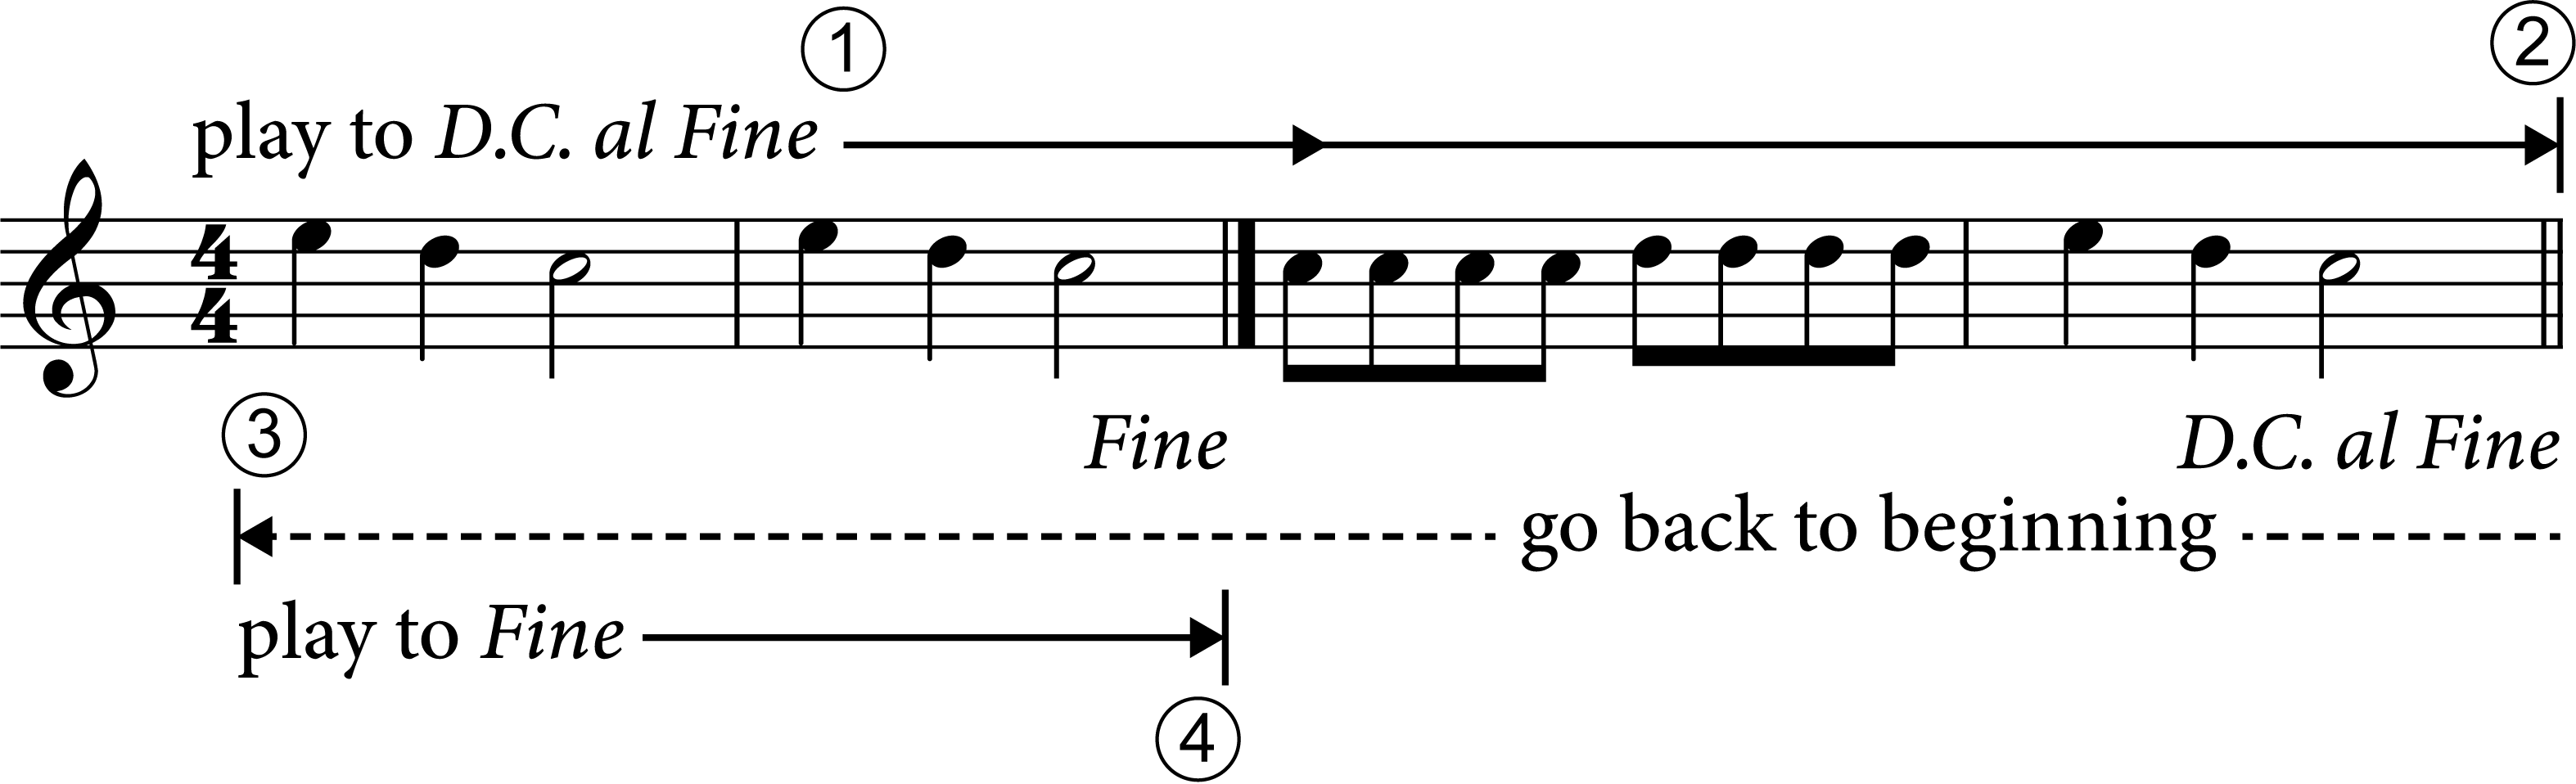 1
2
play to D.C. al Fine
4
4
3
Fine
D.C. al Fine
go back to beginning
play to Fine
4